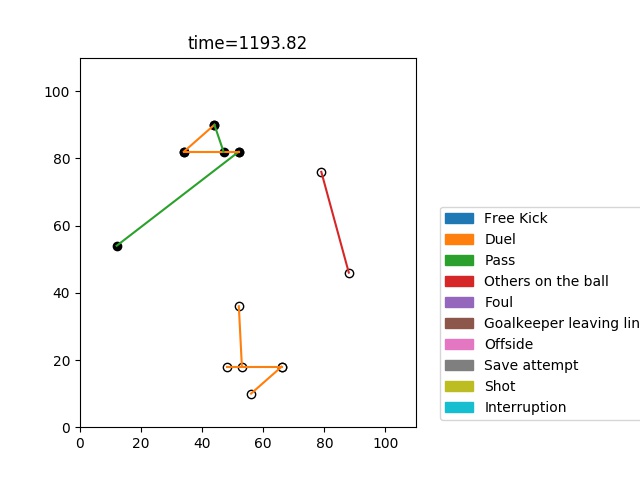 time=1193.82
100
80
60
40
20
0
0 20 40 60 80 100
Free Kick
Duel
Pass
Others on the ball
Foul
Goalkeeper leaving lin
Offside
Save attempt
Shot
Interruption